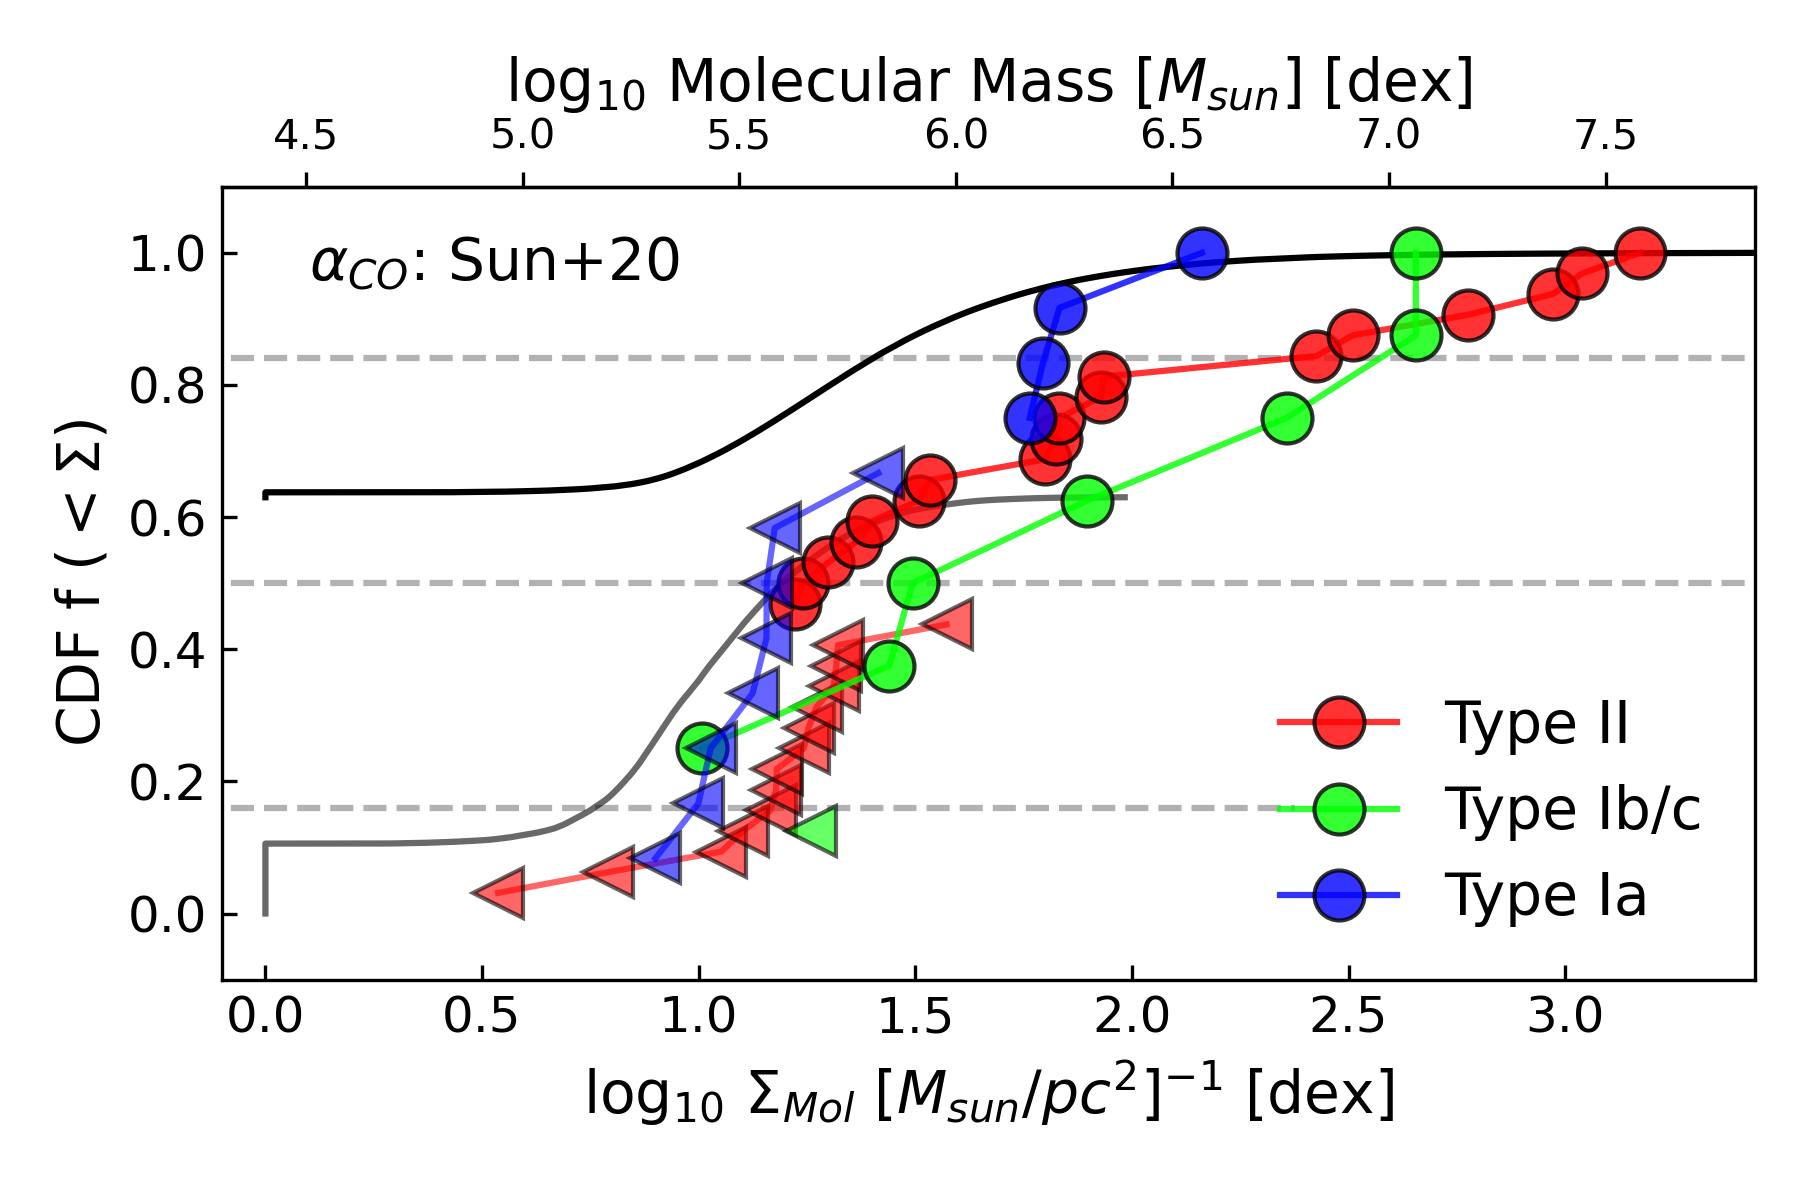 log₁₀ Molecular Mass [M_sun] [dex]
4.5 5.0 5.5 6.0 6.5 7.0 7.5
α_CO: Sun+20
1.0
0.8
0.6
0.4
0.2
0.0
CDF f ( < Σ)
Type II
Type Ib/c
Type Ia
0.0 0.5 1.0 1.5 2.0 2.5 3.0
log₁₀ Σ_Mol [M_sun/pc²]⁻¹ [dex]